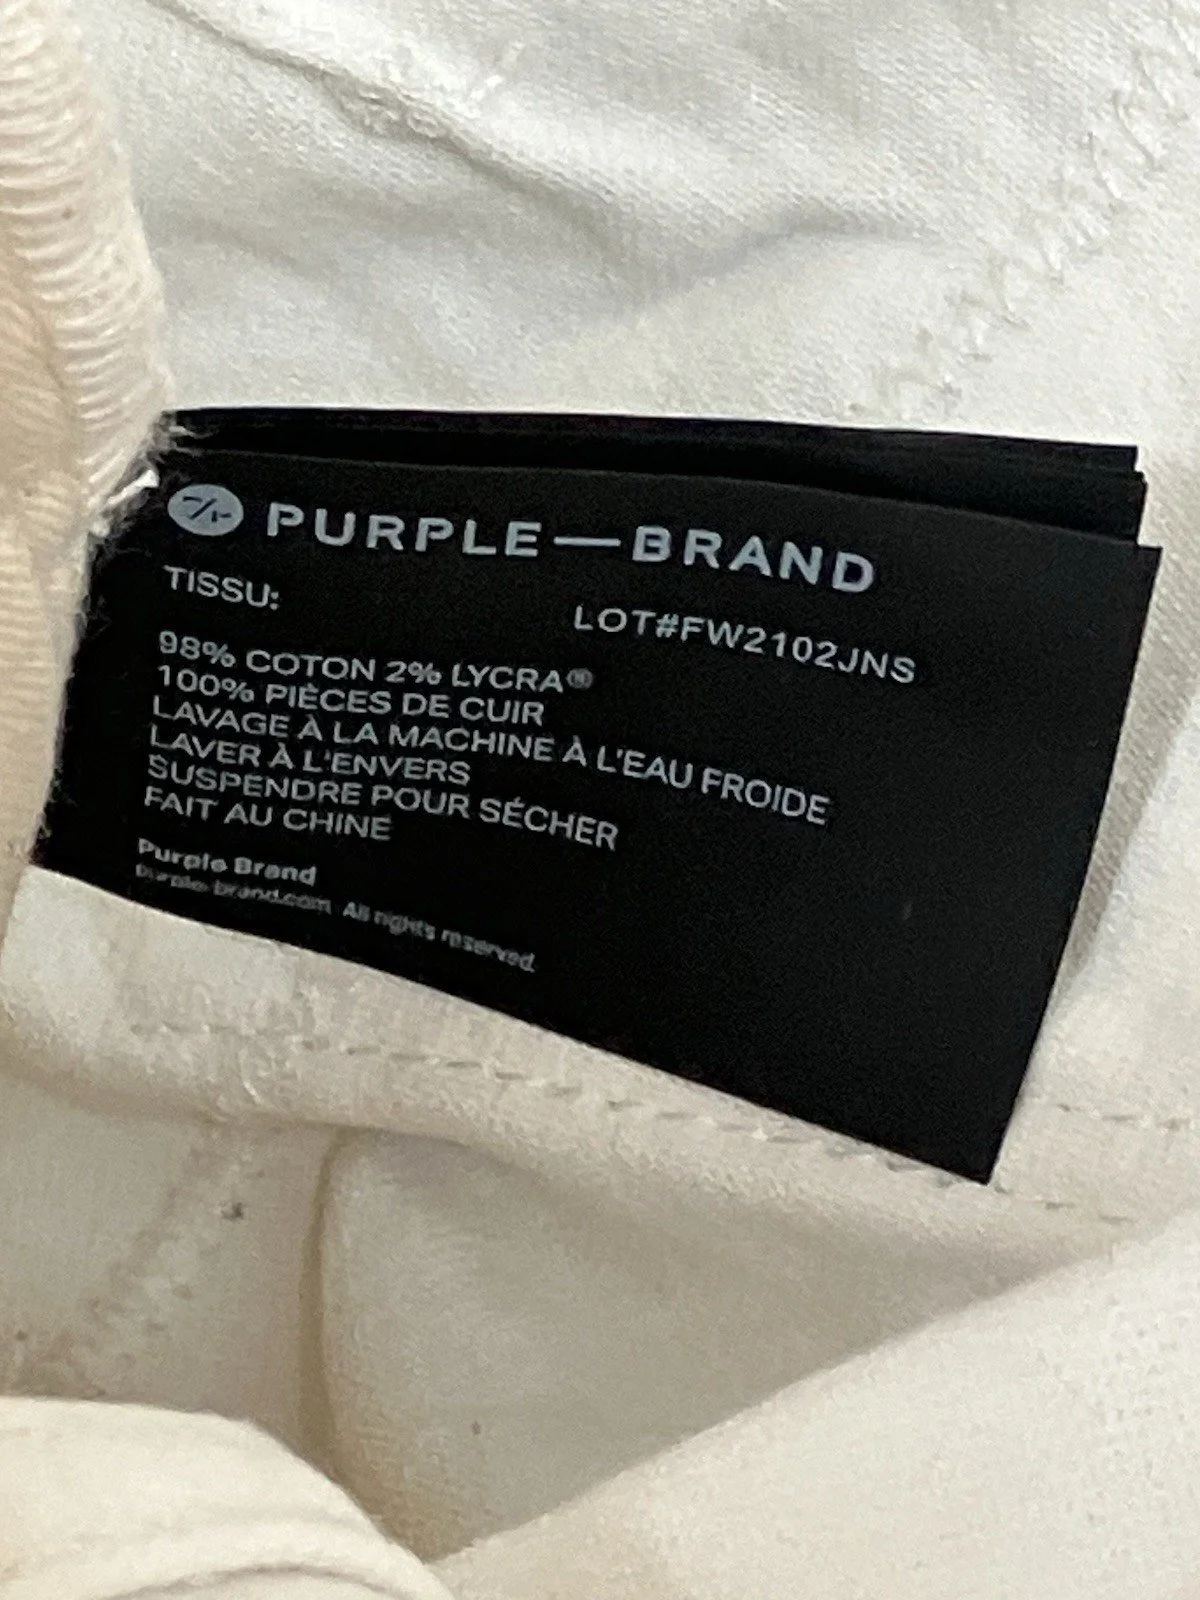 PURPLE—BRAND
TISSU:
LOT#FW2102JNS
98% COTON 2% LYCRA®
100% PIÈCES DE CUIR
LAVAGE À LA MACHINE À L'EAU FROIDE
LAVER À L'ENVERS
SUSPENDRE POUR SÉCHER
FAIT AU CHINE
Purple Brand
purple-brand.com All rights reserved.